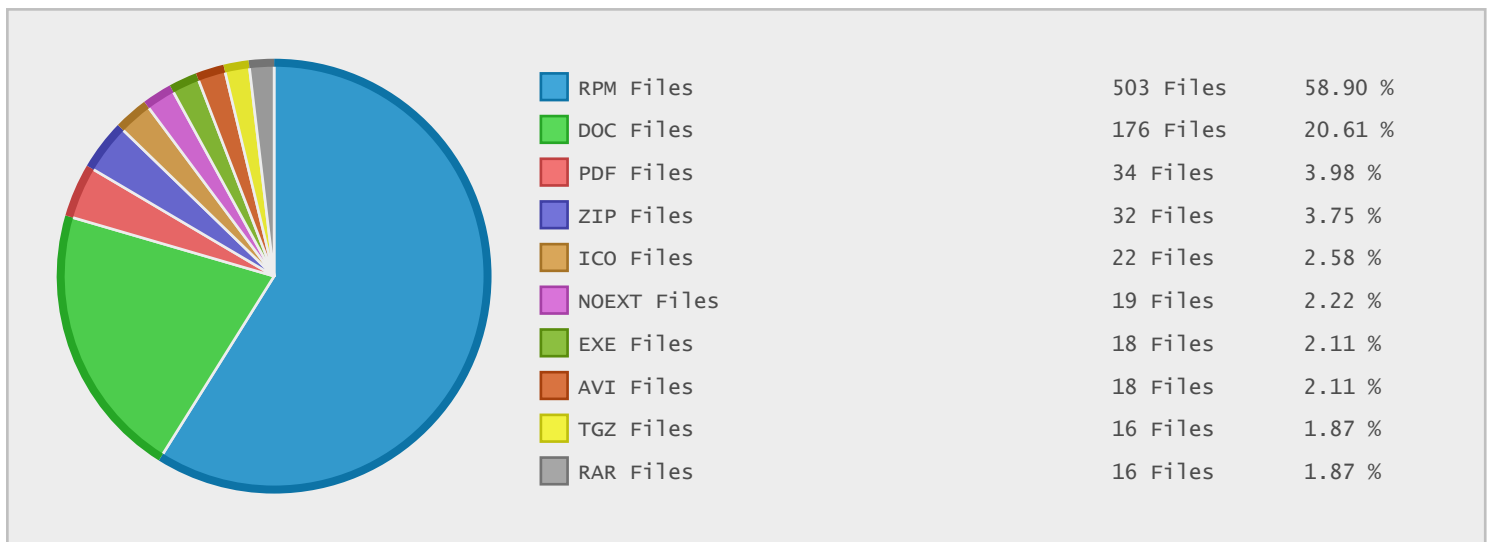 RPM Files 503 Files 58.90 %
DOC Files 176 Files 20.61 %
PDF Files 34 Files 3.98 %
ZIP Files 32 Files 3.75 %
ICO Files 22 Files 2.58 %
NOEXT Files 19 Files 2.22 %
EXE Files 18 Files 2.11 %
AVI Files 18 Files 2.11 %
TGZ Files 16 Files 1.87 %
RAR Files 16 Files 1.87 %